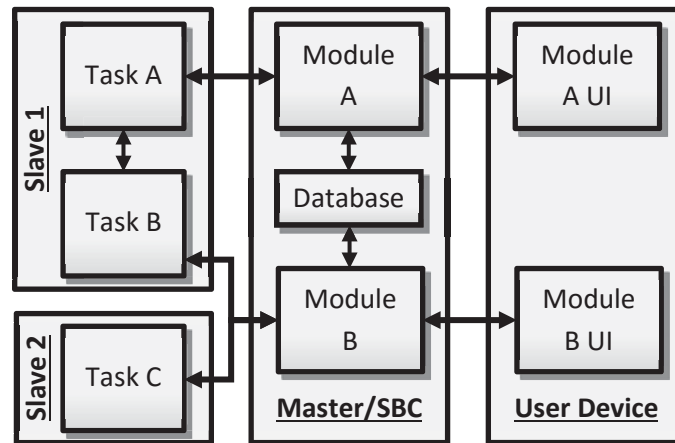 Slave 1
Task A
Task B
Slave 2
Task C
Module
A
Database
Module
B
Master/SBC
Module
A UI
Module
B UI
User Device